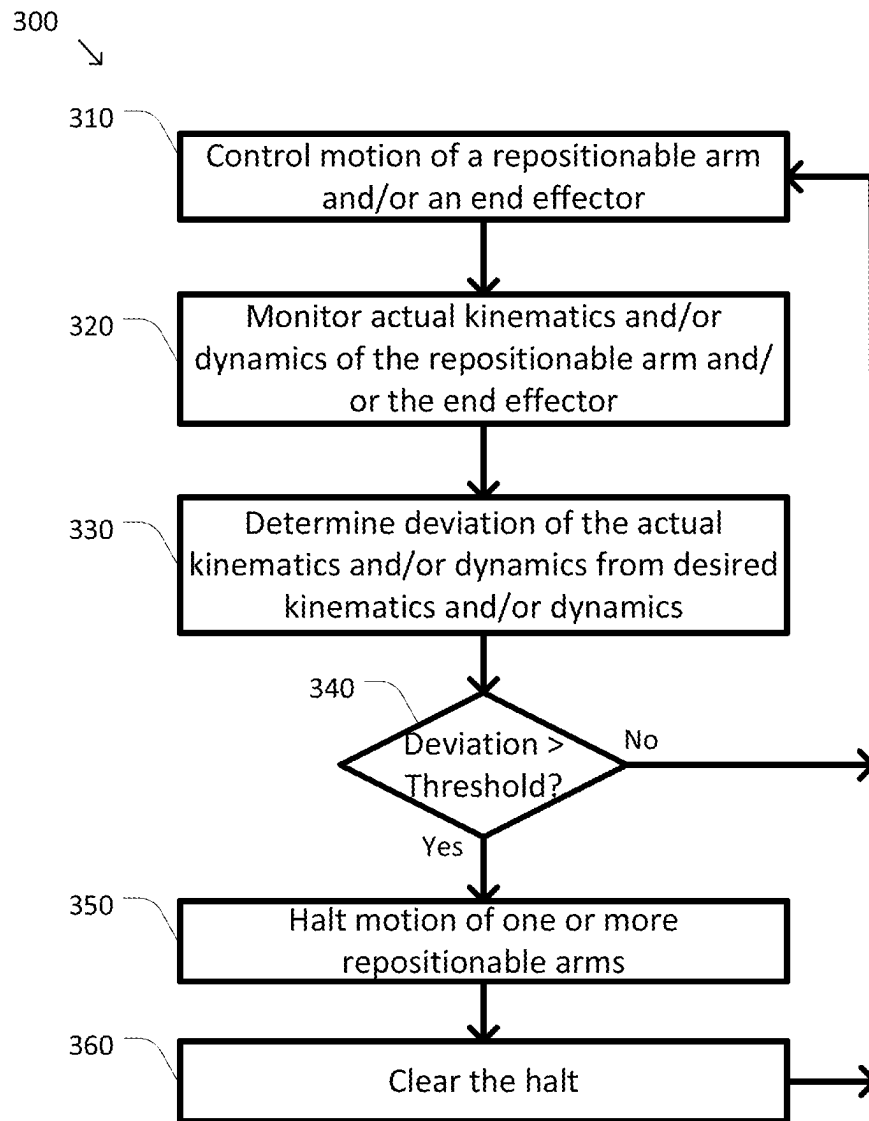 300
310
Control motion of a repositionable arm
and/or an end effector
320
Monitor actual kinematics and/or
dynamics of the repositionable arm and/
or the end effector
330
Determine deviation of the actual
kinematics and/or dynamics from desired
kinematics and/or dynamics
340
Deviation >
Threshold?
No
Yes
350
Halt motion of one or more
repositionable arms
360
Clear the halt